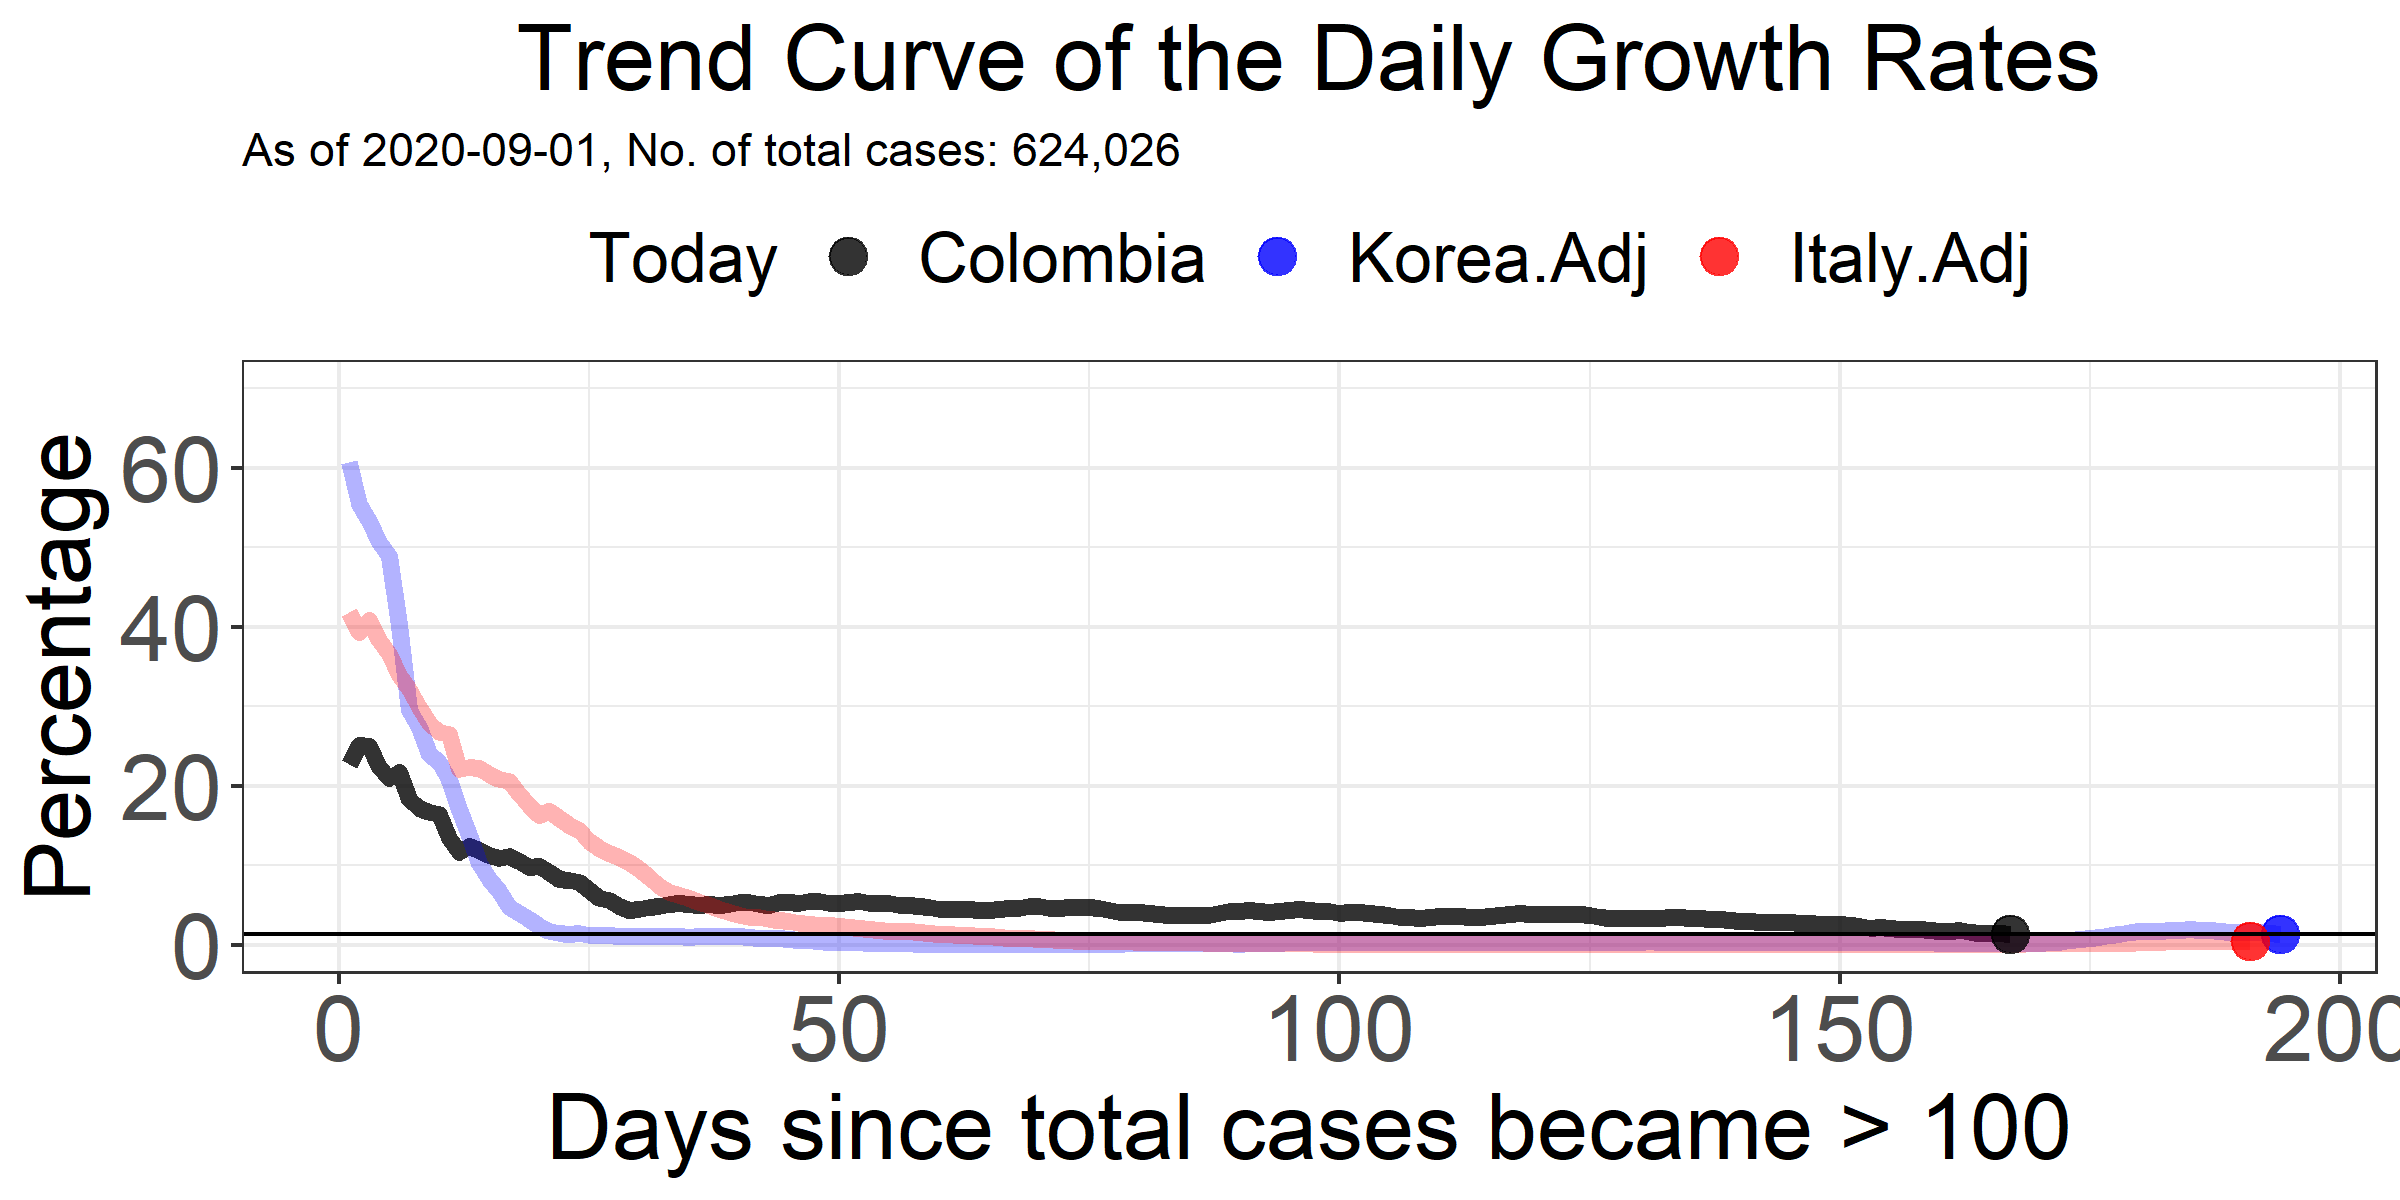 Trend Curve of the Daily Growth Rates
As of 2020-09-01, No. of total cases: 624,026
Today Colombia Korea.Adj Italy.Adj
Percentage
60
40
20
0
0 50 100 150 200
Days since total cases became > 100